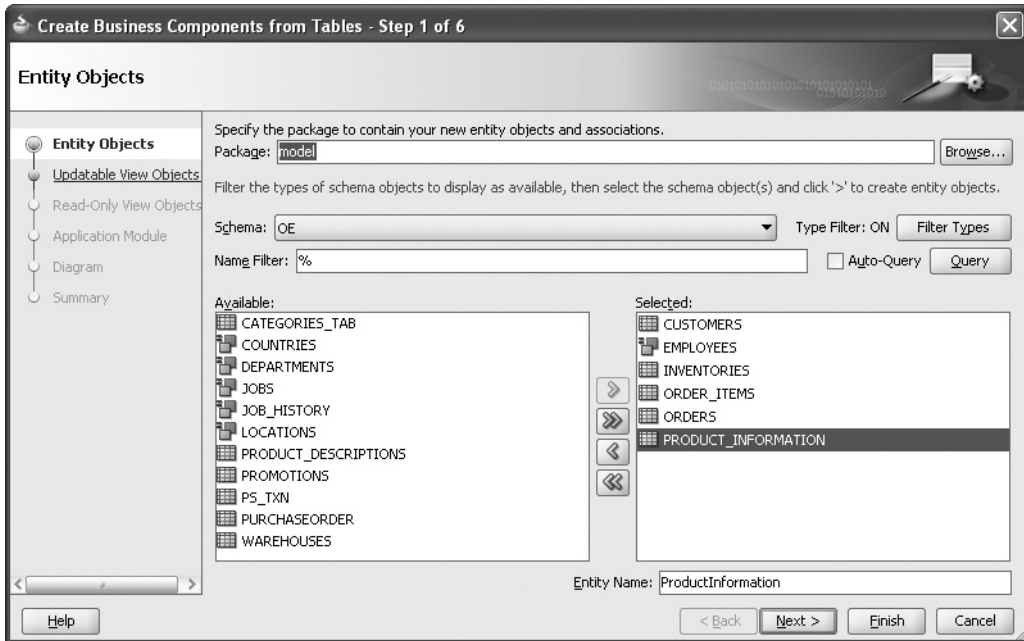 Create Business Components from Tables - Step 1 of 6
Entity Objects
0101010101010101010101010101
01010101010
Entity Objects
Updatable View Objects
Read-Only View Objects
Application Module
Diagram
Summary
Specify the package to contain your new entity objects and associations.
Package: model Browse...
Filter the types of schema objects to display as available, then select the schema object(s) and click '>' to create entity objects.
Schema: OE Type Filter: ON Filter Types
Name Filter: % Auto-Query Query
Available:
CATEGORIES_TAB
COUNTRIES
DEPARTMENTS
JOBS
JOB_HISTORY
LOCATIONS
PRODUCT_DESCRIPTIONS
PROMOTIONS
PS_TXN
PURCHASEORDER
WAREHOUSES
Selected:
CUSTOMERS
EMPLOYEES
INVENTORIES
ORDER_ITEMS
ORDERS
PRODUCT_INFORMATION
Entity Name: ProductInformation
Help < Back Next > Finish Cancel